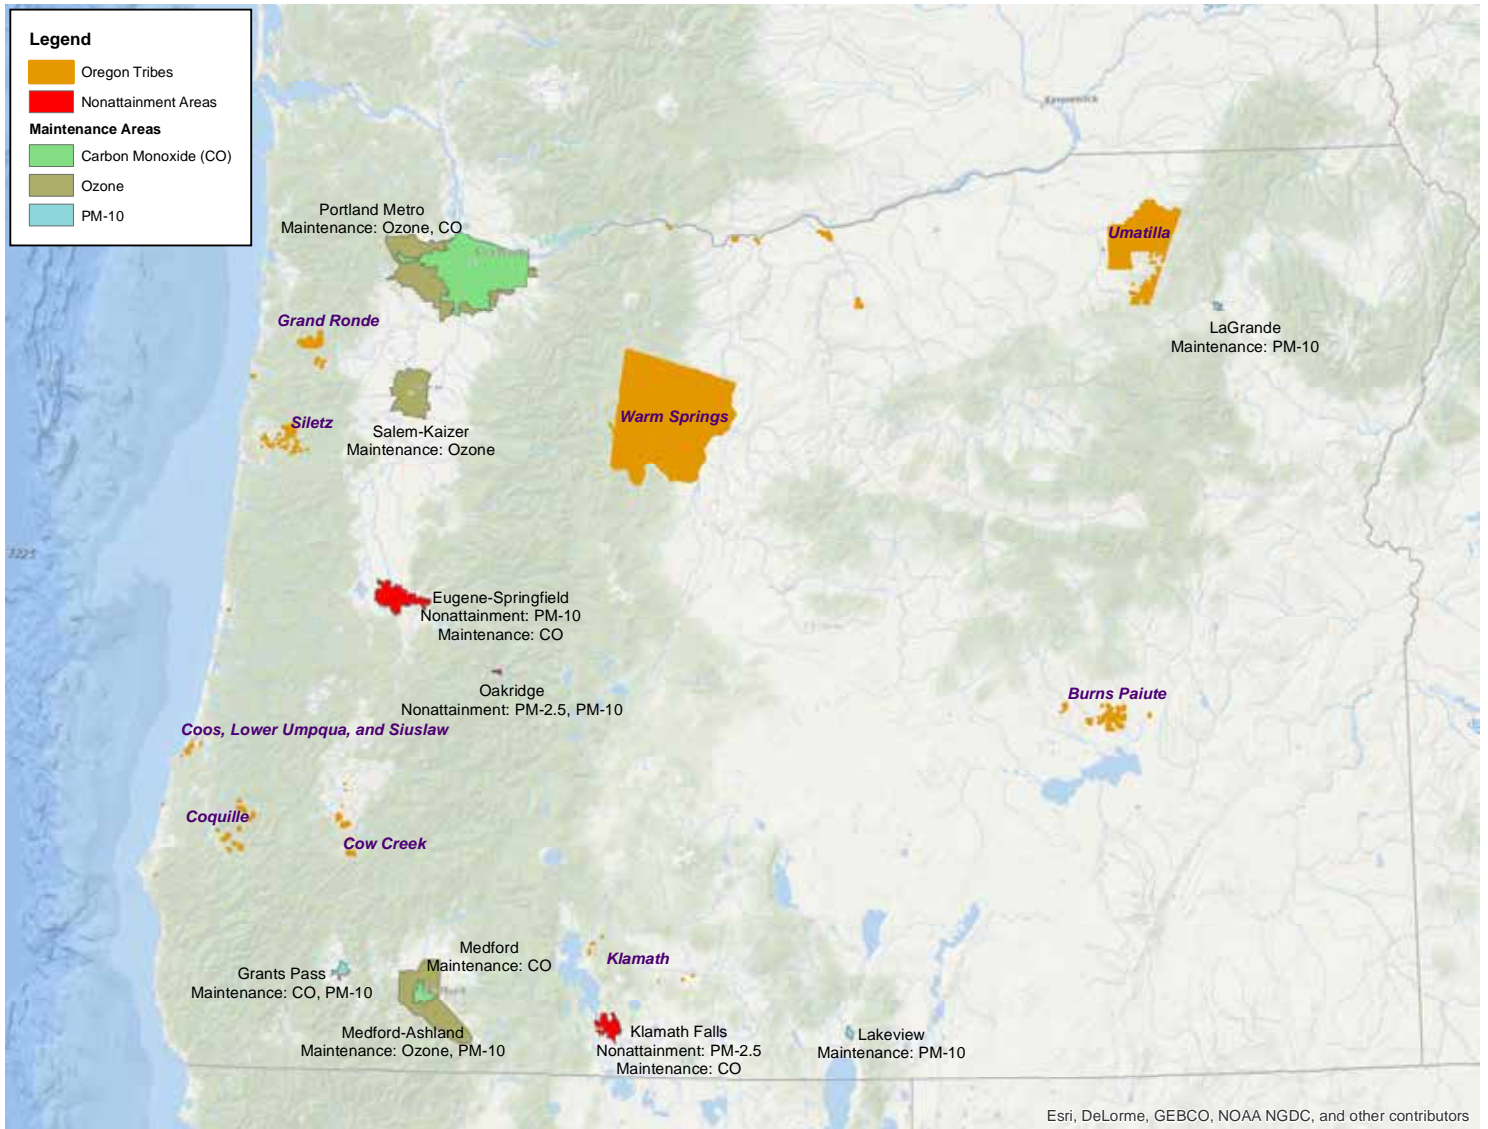 Legend
Oregon Tribes
Nonattainment Areas
Maintenance Areas
Carbon Monoxide (CO)
Ozone
PM-10
Kennewick
Portland Metro
Maintenance: Ozone, CO
Umatilla
Grand Ronde
LaGrande
Maintenance: PM-10
Warm Springs
Siletz
Salem-Kaizer
Maintenance: Ozone
3225
Eugene-Springfield
Nonattainment: PM-10
Maintenance: CO
Oakridge
Nonattainment: PM-2.5, PM-10
Burns Paiute
Coos, Lower Umpqua, and Siuslaw
Coquille
Cow Creek
Medford
Maintenance: CO
Klamath
Grants Pass
Maintenance: CO, PM-10
Medford-Ashland
Maintenance: Ozone, PM-10
Klamath Falls
Nonattainment: PM-2.5
Maintenance: CO
Lakeview
Maintenance: PM-10
Esri, DeLorme, GEBCO, NOAA NGDC, and other contributors